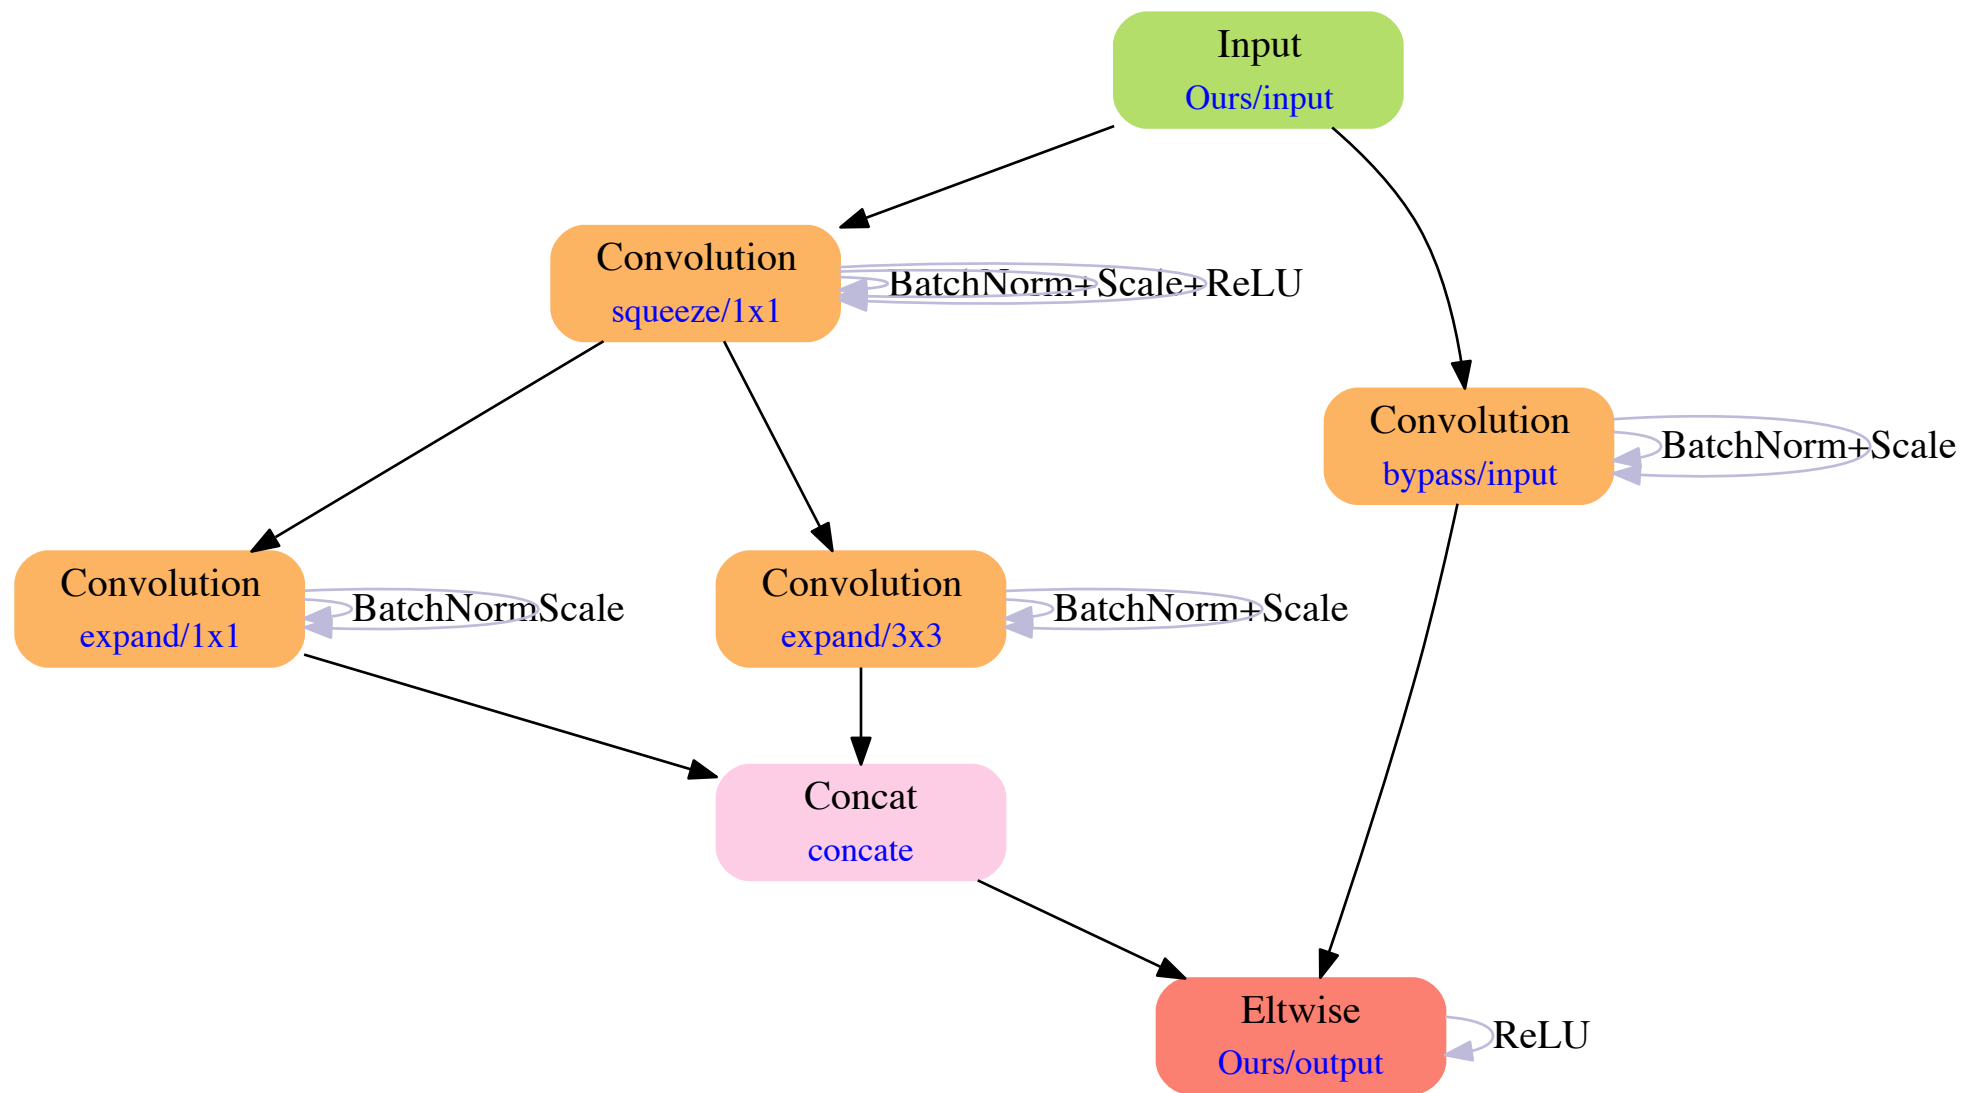 Input
Ours/input
Convolution
squeeze/1x1
BatchNorm+Scale+ReLU
Convolution
bypass/input
BatchNorm+Scale
Convolution
expand/1x1
BatchNormScale
Convolution
expand/3x3
BatchNorm+Scale
Concat
concate
Eltwise
Ours/output
ReLU